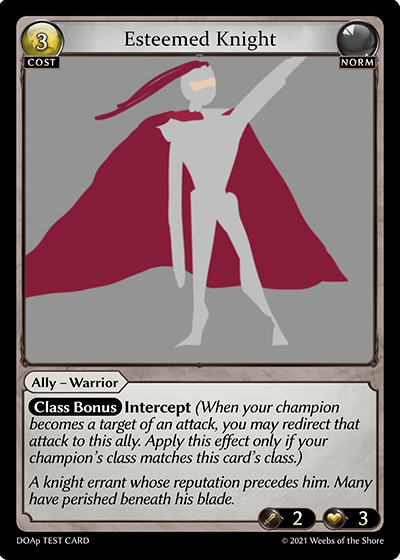 3
Esteemed Knight
COST
NORM
Ally – Warrior
Class Bonus Intercept (When your champion
becomes a target of an attack, you may redirect that
attack to this ally. Apply this effect only if your
champion's class matches this card's class.)
A knight errant whose reputation precedes him. Many
have perished beneath his blade.
2
3
DOAp TEST CARD
© 2021 Weebs of the Shore